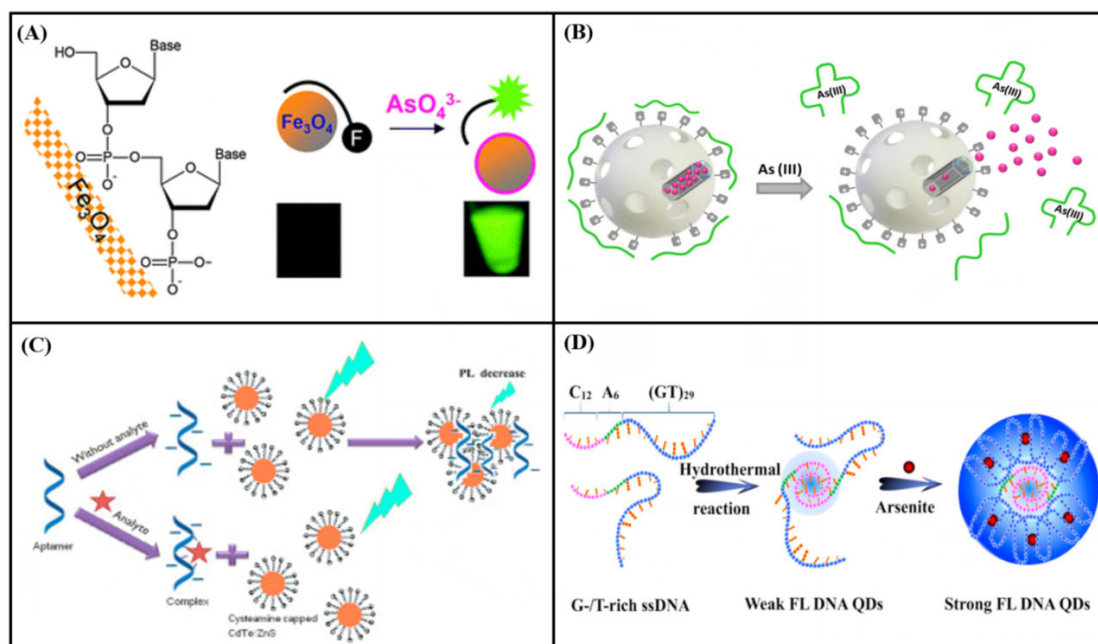 (A)
HO
Base
O
O
O=P-O
O-
Base
O
O
O=P-O-
O-
Fe3O4
Fe₃O₄
F
AsO₄³⁻
(B)
As(III)
As(III)
As (III)
As(III)
(C)
Without analyte
Analyte
Aptamer
Complex
Cysteamine capped
CdTe/ZnS
PL decrease
(D)
C₁₂ A₆ (GT)₂₉
Hydrothermal
reaction
Arsenite
G-/T-rich ssDNA Weak FL DNA QDs Strong FL DNA QDs